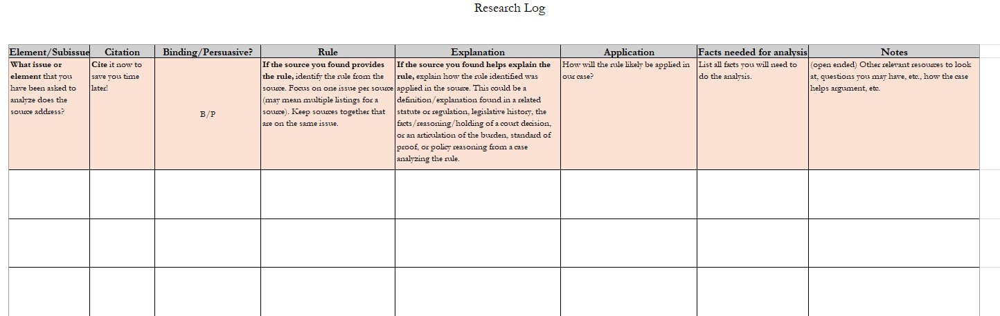 Research Log
Element/Subissue Citation Binding/Persuasive? Rule Explanation Application Facts needed for analysis Notes
What issue or
element that you
have been asked to
analyze does the
source address?
Cite it now to
save you time
later!
B/P
If the source you found provides
the rule, identify the rule from the
source. Focus on one issue per source
(may mean multiple listings for a
source). Keep sources together that
are on the same issue.
If the source you found helps explain the
rule, explain how the rule identified was
applied in the source. This could be a
definition/explanation found in a related
statute or regulation, legislative history, the
facts/reasoning/holding of a court decision,
or an articulation of the burden, standard of
proof, or policy reasoning from a case
analyzing the rule.
How will the rule likely be applied in
our case?
List all facts you will need to
do the analysis.
(open ended) Other relevant resources to look
at, questions you may have, etc., how the case
helps argument, etc.